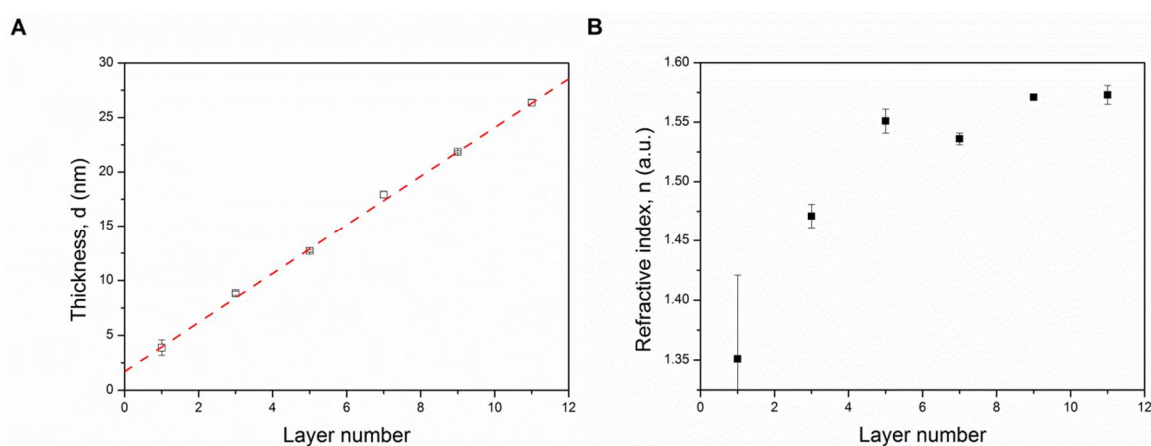 A
B
30
25
20
15
10
5
0
Thickness, d (nm)
0 2 4 6 8 10 12
Layer number
1.60
1.55
1.50
1.45
1.40
1.35
Refractive index, n (a.u.)
0 2 4 6 8 10 12
Layer number